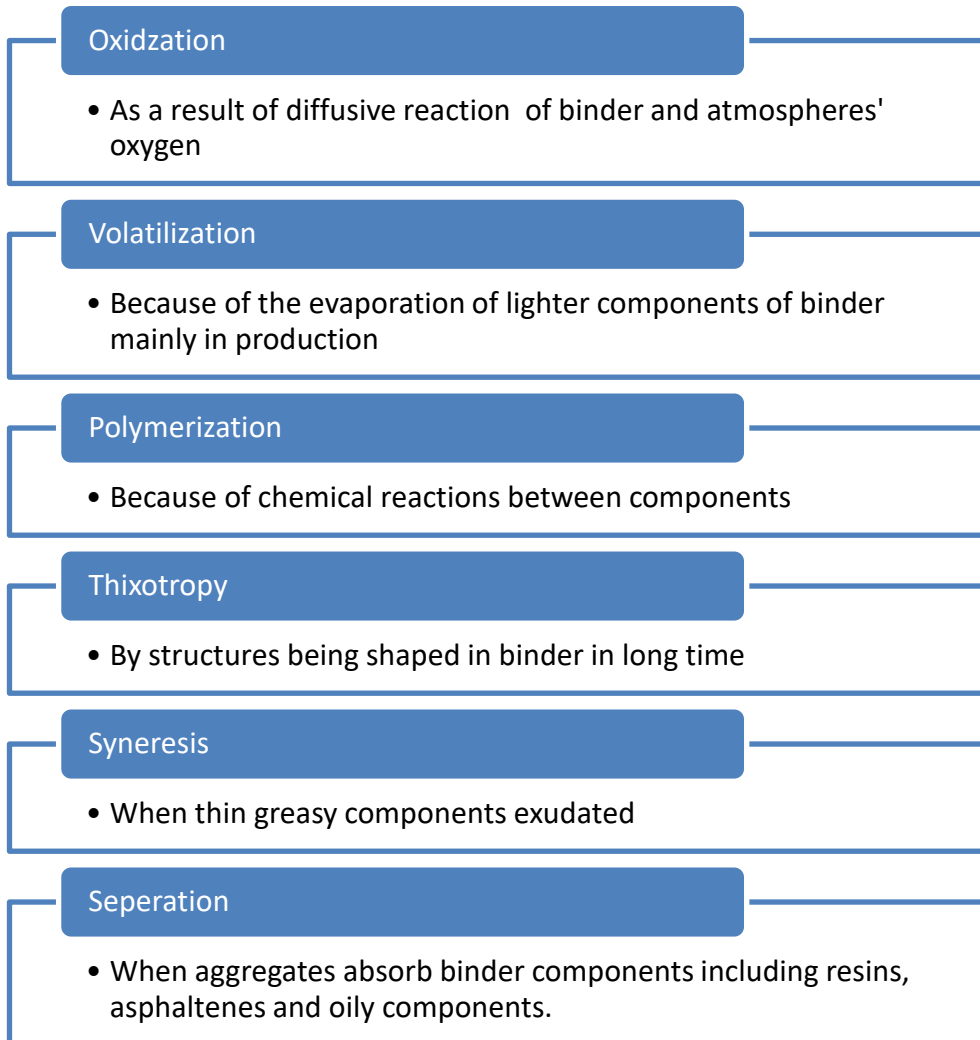 Oxidzation
• As a result of diffusive reaction of binder and atmospheres'
oxygen
Volatilization
• Because of the evaporation of lighter components of binder
mainly in production
Polymerization
• Because of chemical reactions between components
Thixotropy
• By structures being shaped in binder in long time
Syneresis
• When thin greasy components exudated
Seperation
• When aggregates absorb binder components including resins,
asphaltenes and oily components.